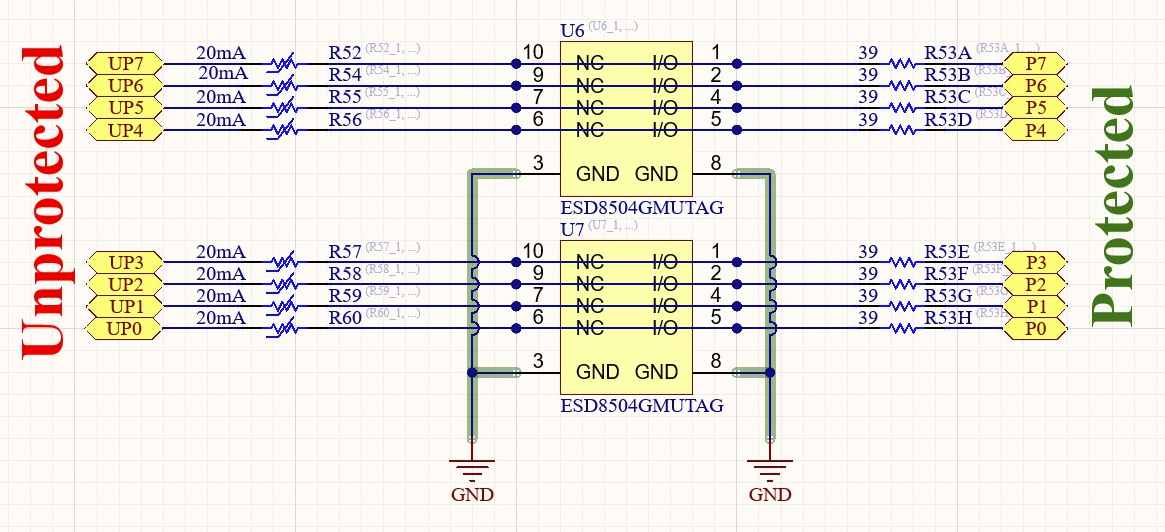 Unprotected
Protected
U6 (U6_1, ...)
UP7 20mA R52 (R52_1, ...) 10 NC I/O 1 39 R53A (R53A_1, ...) P7
UP6 20mA R54 (R54_1, ...) 9 NC I/O 2 39 R53B (R53B P6
UP5 20mA R55 (R55_1, ...) 7 NC I/O 4 39 R53C (R53C P5
UP4 20mA R56 (R56_1, ...) 6 NC I/O 5 39 R53D (R53D P4
3 GND GND 8
ESD8504GMUTAG
U7 (U7_1, ...)
UP3 20mA R57 (R57_1, ...) 10 NC I/O 1 39 R53E (R53E_1, ...) P3
UP2 20mA R58 (R58_1, ...) 9 NC I/O 2 39 R53F (R53F P2
UP1 20mA R59 (R59_1, ...) 7 NC I/O 4 39 R53G (R53G P1
UP0 20mA R60 (R60_1, ...) 6 NC I/O 5 39 R53H (R53H P0
3 GND GND 8
ESD8504GMUTAG
GND GND